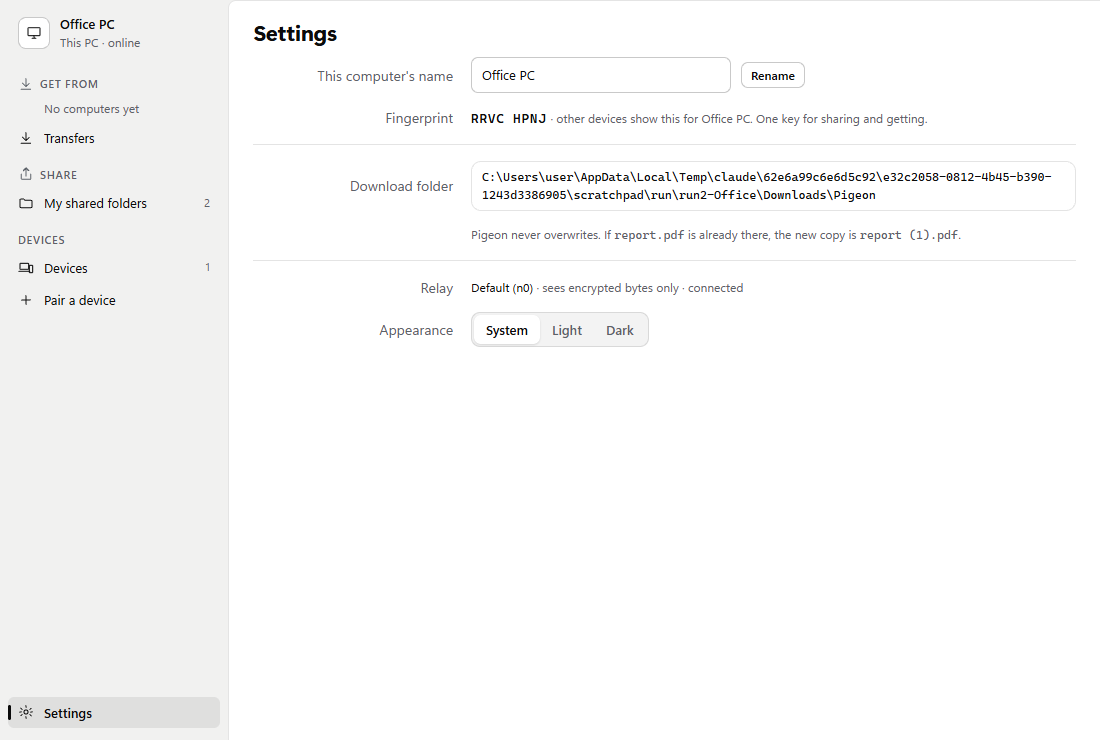 Office PC
This PC · online
GET FROM
No computers yet
Transfers
SHARE
My shared folders 2
DEVICES
Devices 1
Pair a device
Settings
Settings
This computer's name Office PC Rename
Fingerprint RRVC HPNJ · other devices show this for Office PC. One key for sharing and getting.
Download folder C:\Users\user\AppData\Local\Temp\claude\62e6a99c6e6d5c92\e32c2058-0812-4b45-b390-
1243d3386905\scratchpad\run\run2-Office\Downloads\Pigeon
Pigeon never overwrites. If report.pdf is already there, the new copy is report (1).pdf.
Relay Default (n0) · sees encrypted bytes only · connected
Appearance System Light Dark